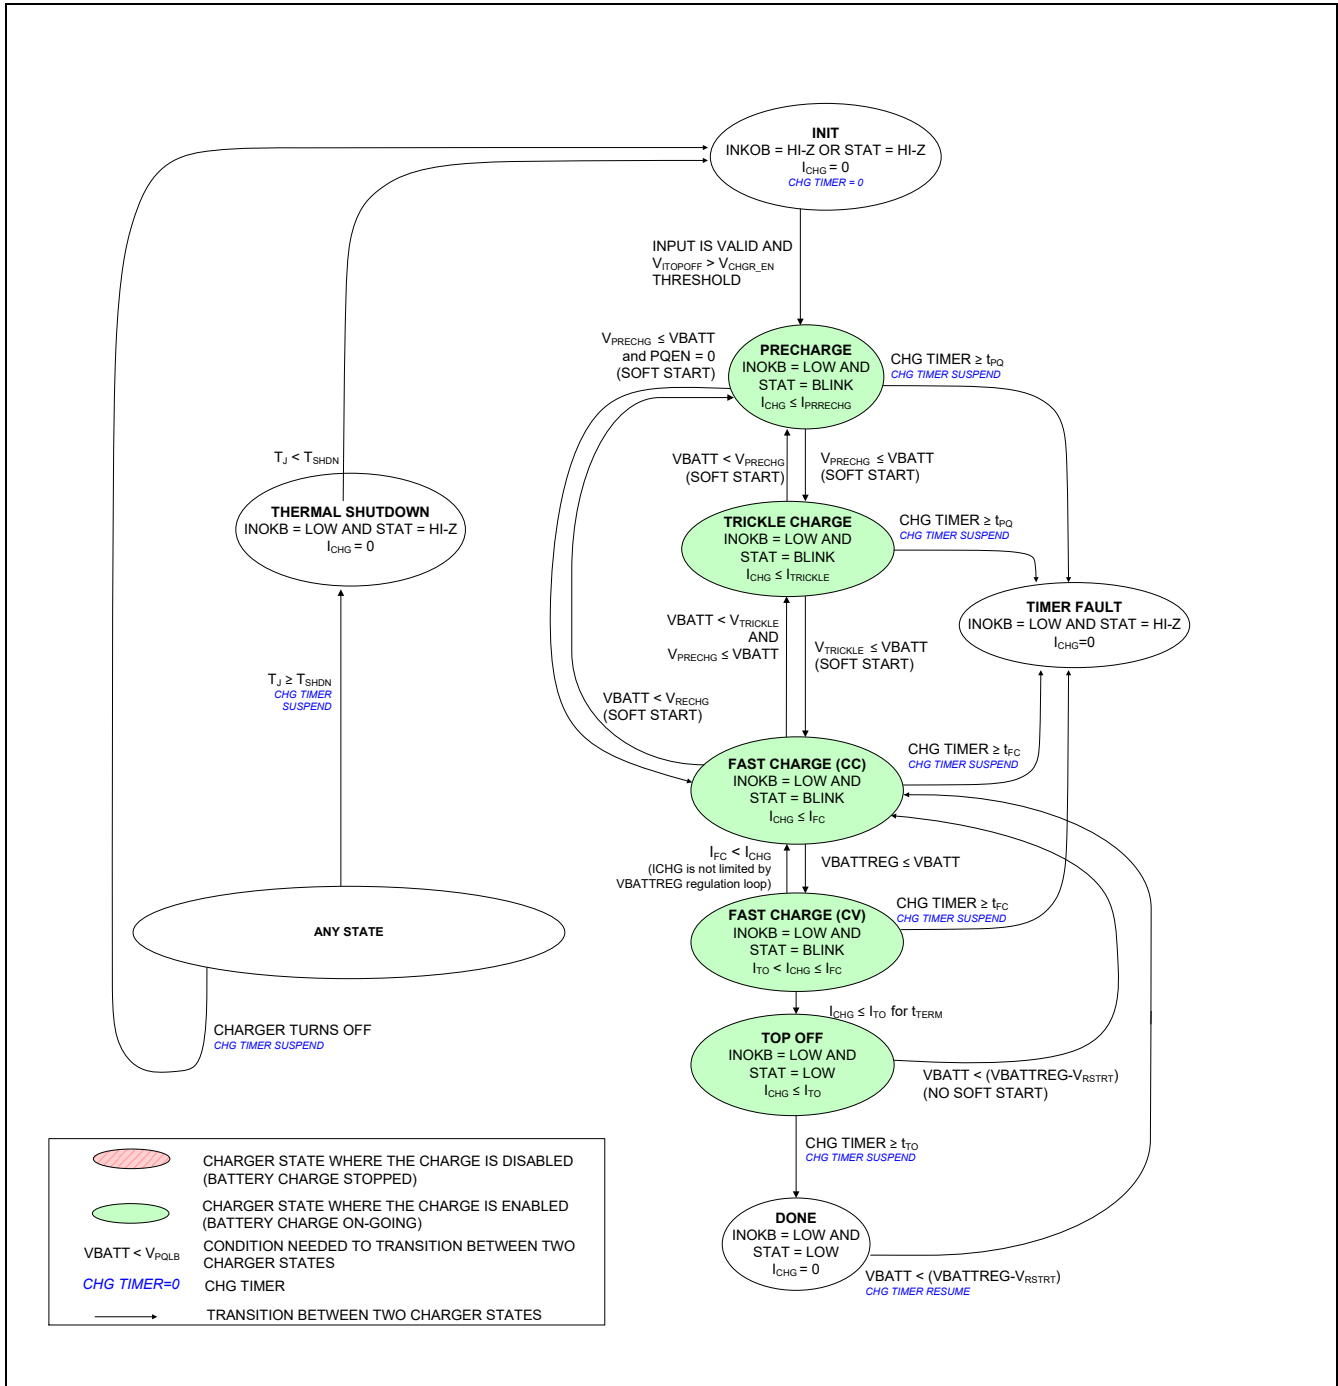 INIT
INKOB = HI-Z OR STAT = HI-Z
ICHG = 0
CHG TIMER = 0
INPUT IS VALID AND
VITOPOFF > VCHGR_EN
THRESHOLD
VPRECHG ≤ VBATT
and PQEN = 0
(SOFT START)
PRECHARGE
INOKB = LOW AND
STAT = BLINK
ICHG ≤ IPRRECHG
CHG TIMER ≥ tPQ
CHG TIMER SUSPEND
VBATT < VPRECHG
(SOFT START)
VPRECHG ≤ VBATT
(SOFT START)
TJ < TSHDN
THERMAL SHUTDOWN
INOKB = LOW AND STAT = HI-Z
ICHG = 0
TRICKLE CHARGE
INOKB = LOW AND
STAT = BLINK
ICHG ≤ ITRICKLE
CHG TIMER ≥ tPQ
CHG TIMER SUSPEND
TIMER FAULT
INOKB = LOW AND STAT = HI-Z
ICHG=0
VBATT < VTRICKLE
AND
VPRECHG ≤ VBATT
VTRICKLE ≤ VBATT
(SOFT START)
TJ ≥ TSHDN
CHG TIMER
SUSPEND
VBATT < VRECHG
(SOFT START)
FAST CHARGE (CC)
INOKB = LOW AND
STAT = BLINK
ICHG ≤ IFC
CHG TIMER ≥ tFC
CHG TIMER SUSPEND
IFC < ICHG
(ICHG is not limited by
VBATTREG regulation loop)
VBATTREG ≤ VBATT
ANY STATE
FAST CHARGE (CV)
INOKB = LOW AND
STAT = BLINK
ITO < ICHG ≤ IFC
CHG TIMER ≥ tFC
CHG TIMER SUSPEND
ICHG ≤ ITO for tTERM
CHARGER TURNS OFF
CHG TIMER SUSPEND
TOP OFF
INOKB = LOW AND
STAT = LOW
ICHG ≤ ITO
VBATT < (VBATTREG-VRSTRT)
(NO SOFT START)
CHG TIMER ≥ tTO
CHG TIMER SUSPEND
DONE
INOKB = LOW AND
STAT = LOW
ICHG = 0
VBATT < (VBATTREG-VRSTRT)
CHG TIMER RESUME
CHARGER STATE WHERE THE CHARGE IS DISABLED
(BATTERY CHARGE STOPPED)
CHARGER STATE WHERE THE CHARGE IS ENABLED
(BATTERY CHARGE ON-GOING)
VBATT < VPQLB
CONDITION NEEDED TO TRANSITION BETWEEN TWO
CHARGER STATES
CHG TIMER=0
CHG TIMER
TRANSITION BETWEEN TWO CHARGER STATES